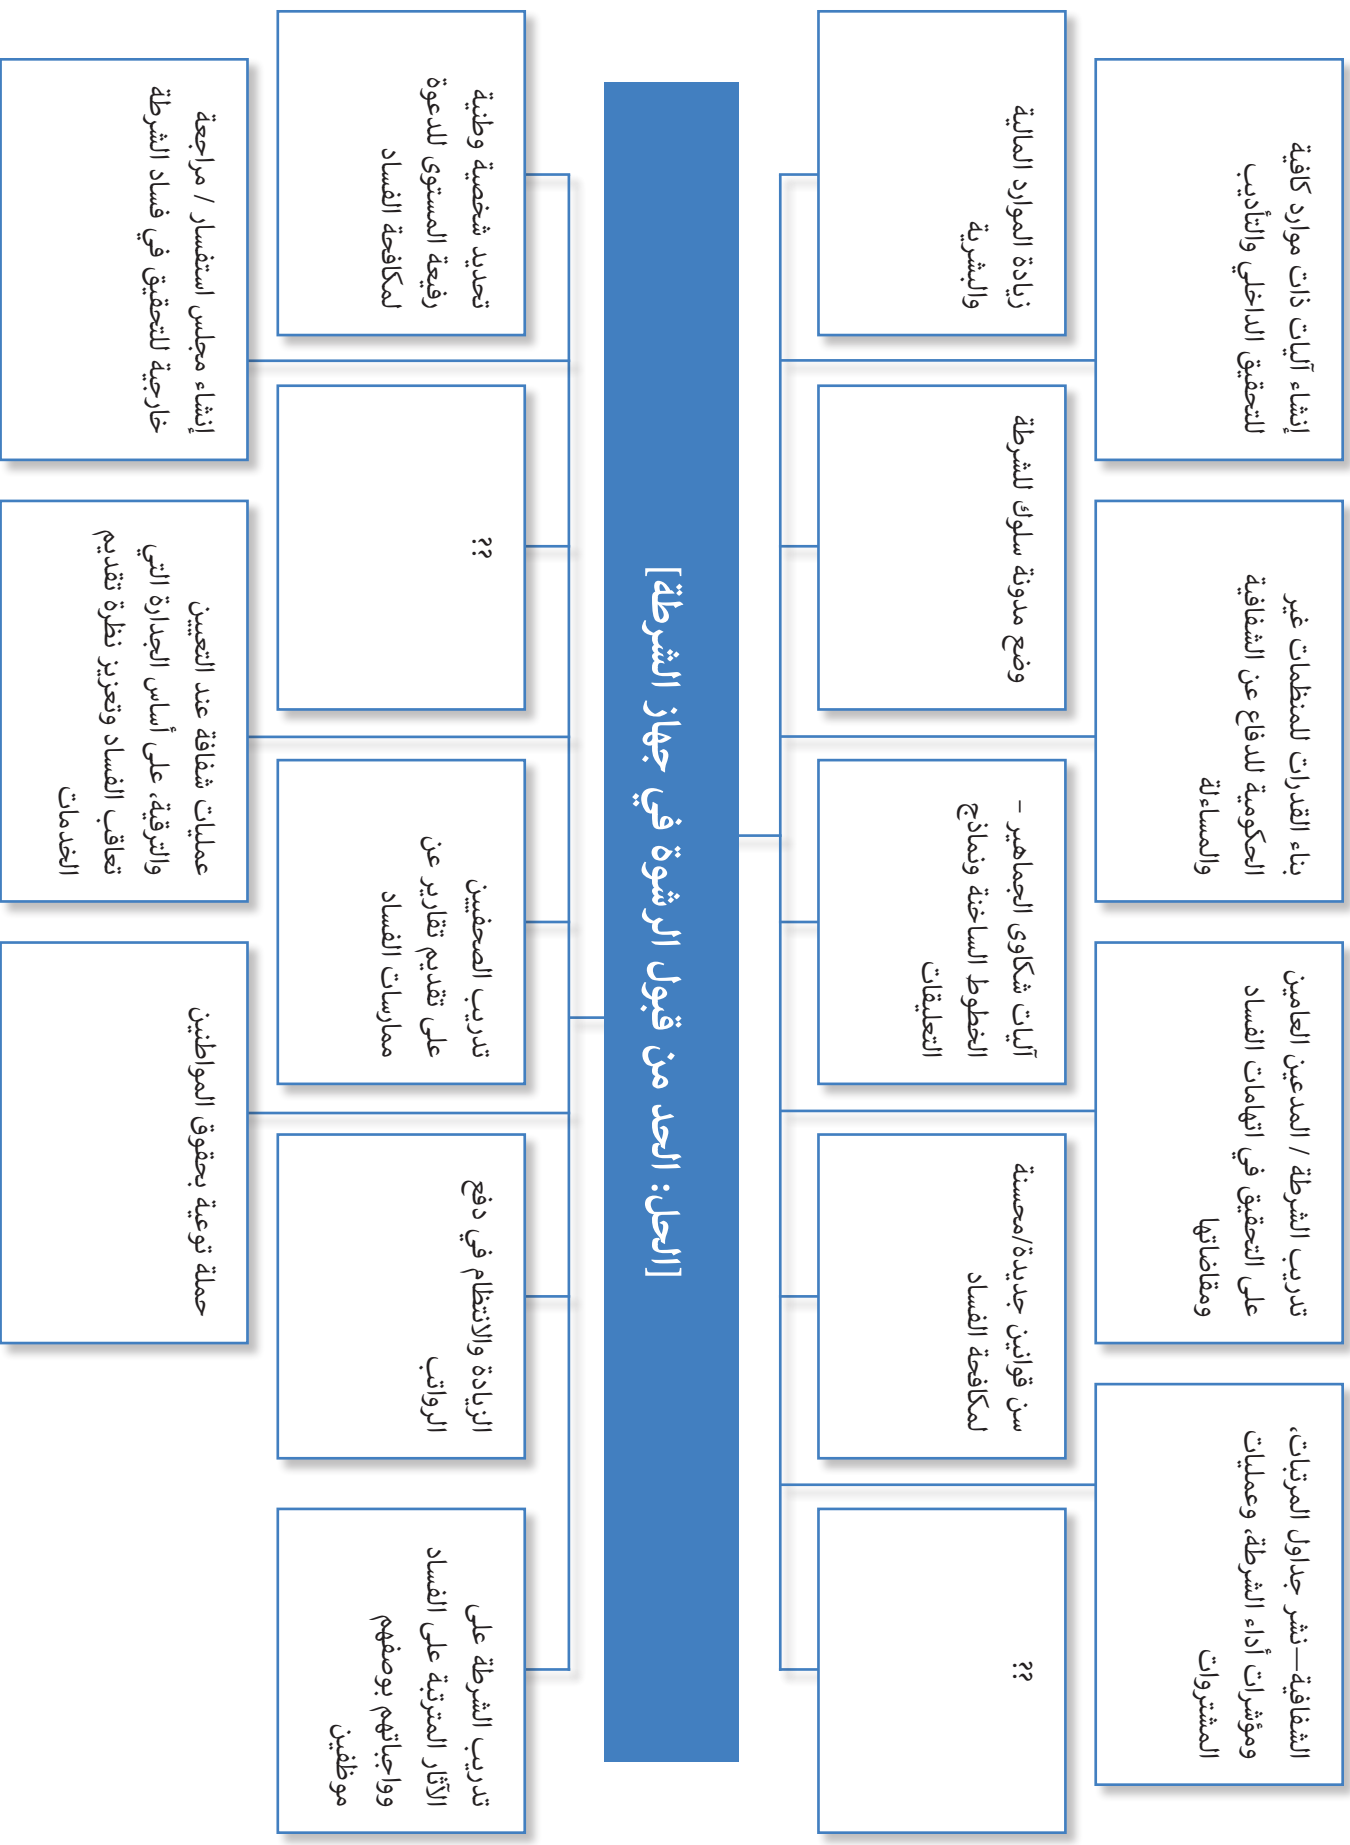 إنشاء آليات ذات موارد كافية
للتحقيق الداخلي والتأديب
بناء القدرات للمنظمات غير
الحكومية للدفاع عن الشفافية
والمساءلة
تدريب الشرطة / المدعين العامين
على التحقيق في اتهامات الفساد
ومقاضاتها
الشفافية—نشر جداول المرتبات،
ومؤشرات أداء الشرطة، وعمليات
المشتروات
زيادة الموارد المالية
والبشرية
وضع مدونة سلوك للشرطة
آليات شكاوى الجماهير –
الخطوط الساخنة ونماذج
التعليقات
سن قوانين جديدة/محسنة
لمكافحة الفساد
??
[الحل: الحد من قبول الرشوة في جهاز الشرطة]
تحديد شخصية وطنية
رفيعة المستوى للدعوة
لمكافحة الفساد
??
تدريب الصحفيين
على تقديم تقارير عن
ممارسات الفساد
الزيادة والانتظام في دفع
الرواتب
تدريب الشرطة على
الآثار المترتبة على الفساد
وواجباتهم بوصفهم
موظفين
إنشاء مجلس استفسار / مراجعة
خارجية للتحقيق في فساد الشرطة
عمليات شفافة عند التعيين
والترقية، على أساس الجدارة التي
تعاقب الفساد وتعزيز نظرة تقديم
الخدمات
حملة توعية بحقوق المواطنين